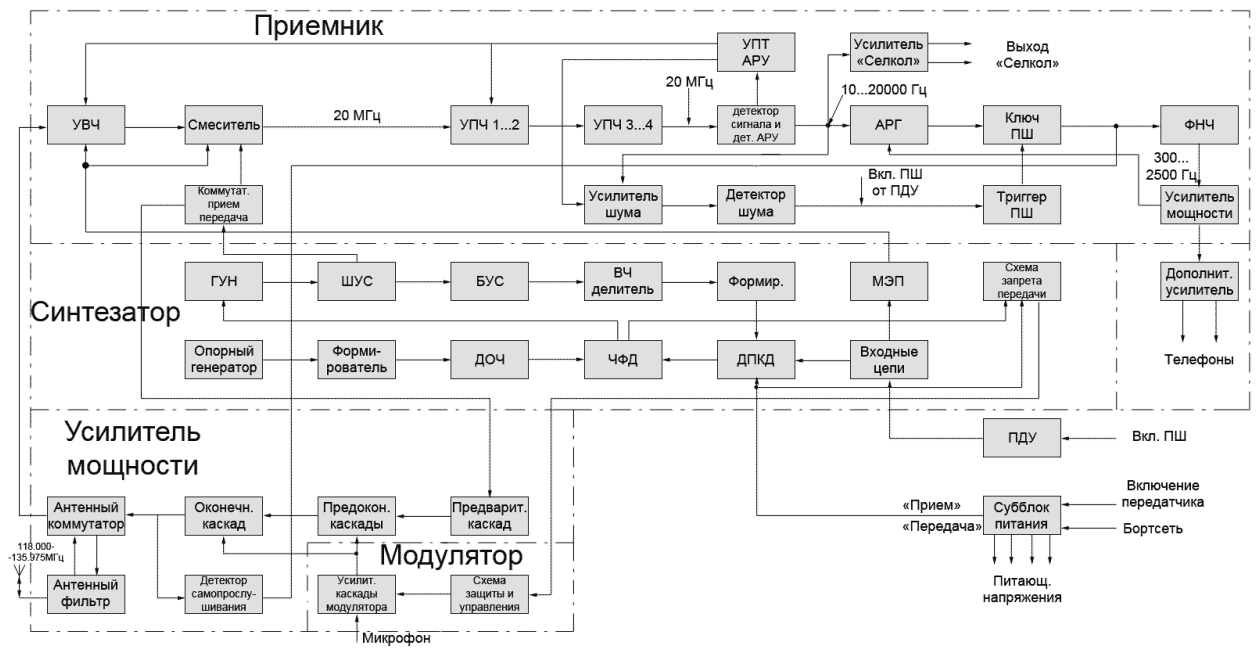 Приемник
УПТ
АРУ
Усилитель
«Селкол»
Выход
«Селкол»
20 МГц
10...20000 Гц
УВЧ
Смеситель
20 МГц
УПЧ 1...2
УПЧ 3...4
детектор
сигнала и
дет. АРУ
АРГ
Ключ
ПШ
ФНЧ
300...
2500 Гц
Коммутат.
прием
передача
Усилитель
шума
Детектор
шума
Вкл. ПШ
от ПДУ
Триггер
ПШ
Усилитель
мощности
Синтезатор
ГУН
ШУС
БУС
ВЧ
делитель
Формир.
МЭП
Схема
запрета
передачи
Дополнит.
усилитель
Опорный
генератор
Форми-
рователь
ДОЧ
ЧФД
ДПКД
Входные
цепи
Телефоны
Усилитель
мощности
ПДУ
Вкл. ПШ
Антенный
коммутатор
Оконечн.
каскад
Предокон.
каскады
Предварит.
каскад
«Прием»
«Передача»
Субблок
питания
Включение
передатчика
Бортсеть
118.000-
-135.975МГц
Модулятор
Антенный
фильтр
Детектор
самопрослу-
шивания
Усилит.
каскады
модулятора
Схема
защиты и
управления
Питающ.
напряжения
Микрофон